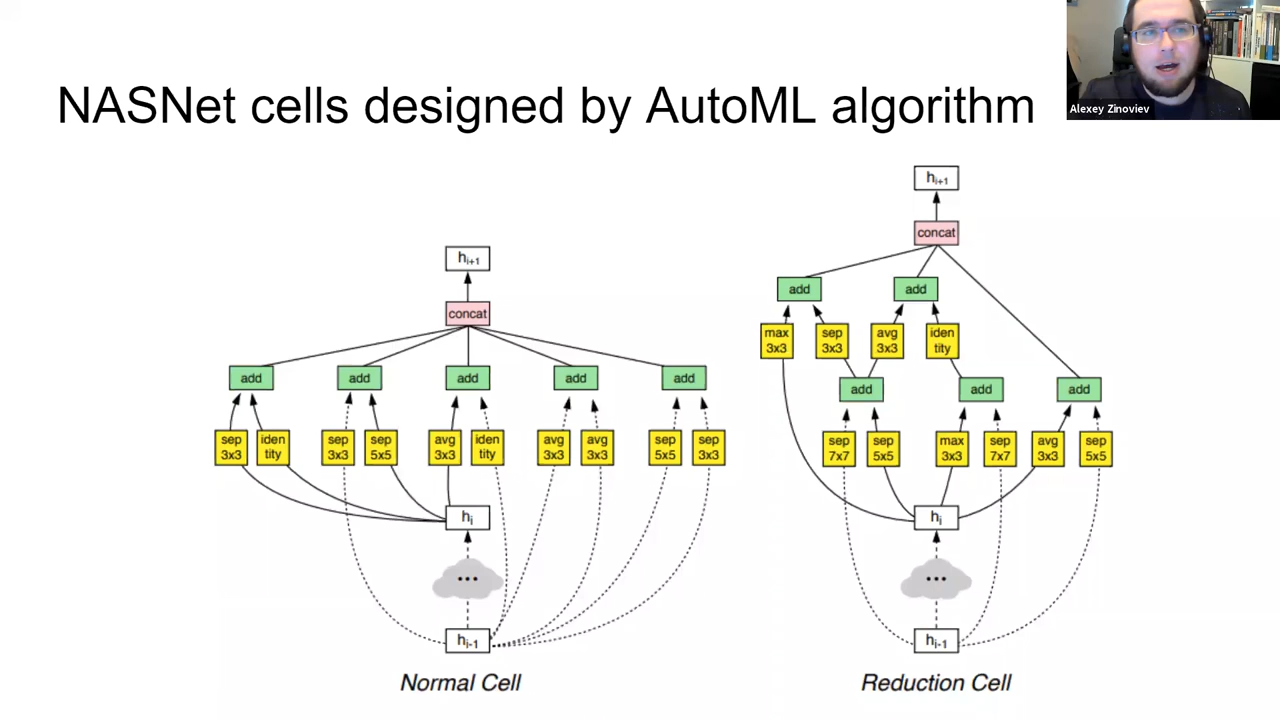 NASNet cells designed by AutoML algorithm
Alexey Zinoviev
hi+1
concat
add
add
add
add
add
sep
3x3
iden
tity
sep
3x3
sep
5x5
avg
3x3
iden
tity
avg
3x3
avg
3x3
sep
5x5
sep
3x3
hi
...
hi-1
Normal Cell
hi+1
concat
add
add
max
3x3
sep
3x3
avg
3x3
iden
tity
add
add
add
sep
7x7
sep
5x5
max
3x3
sep
7x7
avg
3x3
sep
5x5
hi
...
hi-1
Reduction Cell